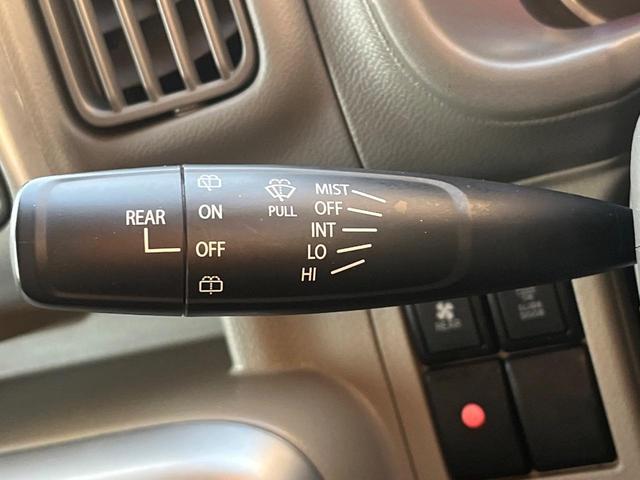 REAR
ON
OFF
PULL
MIST
OFF
INT
LO
HI
REAR